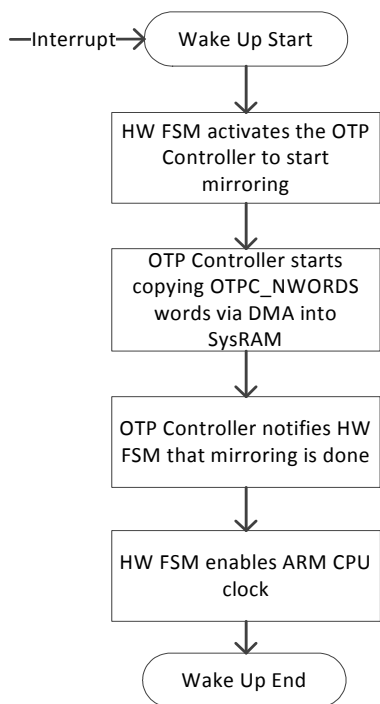 Interrupt
Wake Up Start
HW FSM activates the OTP
Controller to start
mirroring
OTP Controller starts
copying OTPC_NWORDS
words via DMA into
SysRAM
OTP Controller notifies HW
FSM that mirroring is done
HW FSM enables ARM CPU
clock
Wake Up End